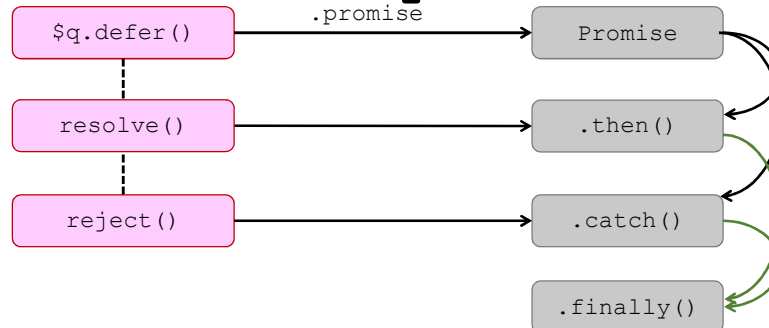 .promise
$q.defer()
Promise
resolve()
.then()
reject()
.catch()
.finally()